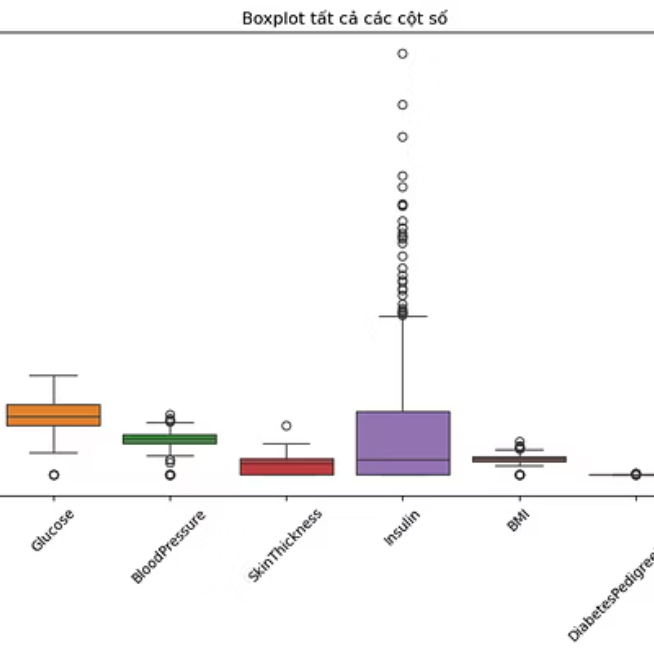 Boxplot tất cả các cột số
Glucose
BloodPressure
SkinThickness
Insulin
BMI
DiabetesPedigree